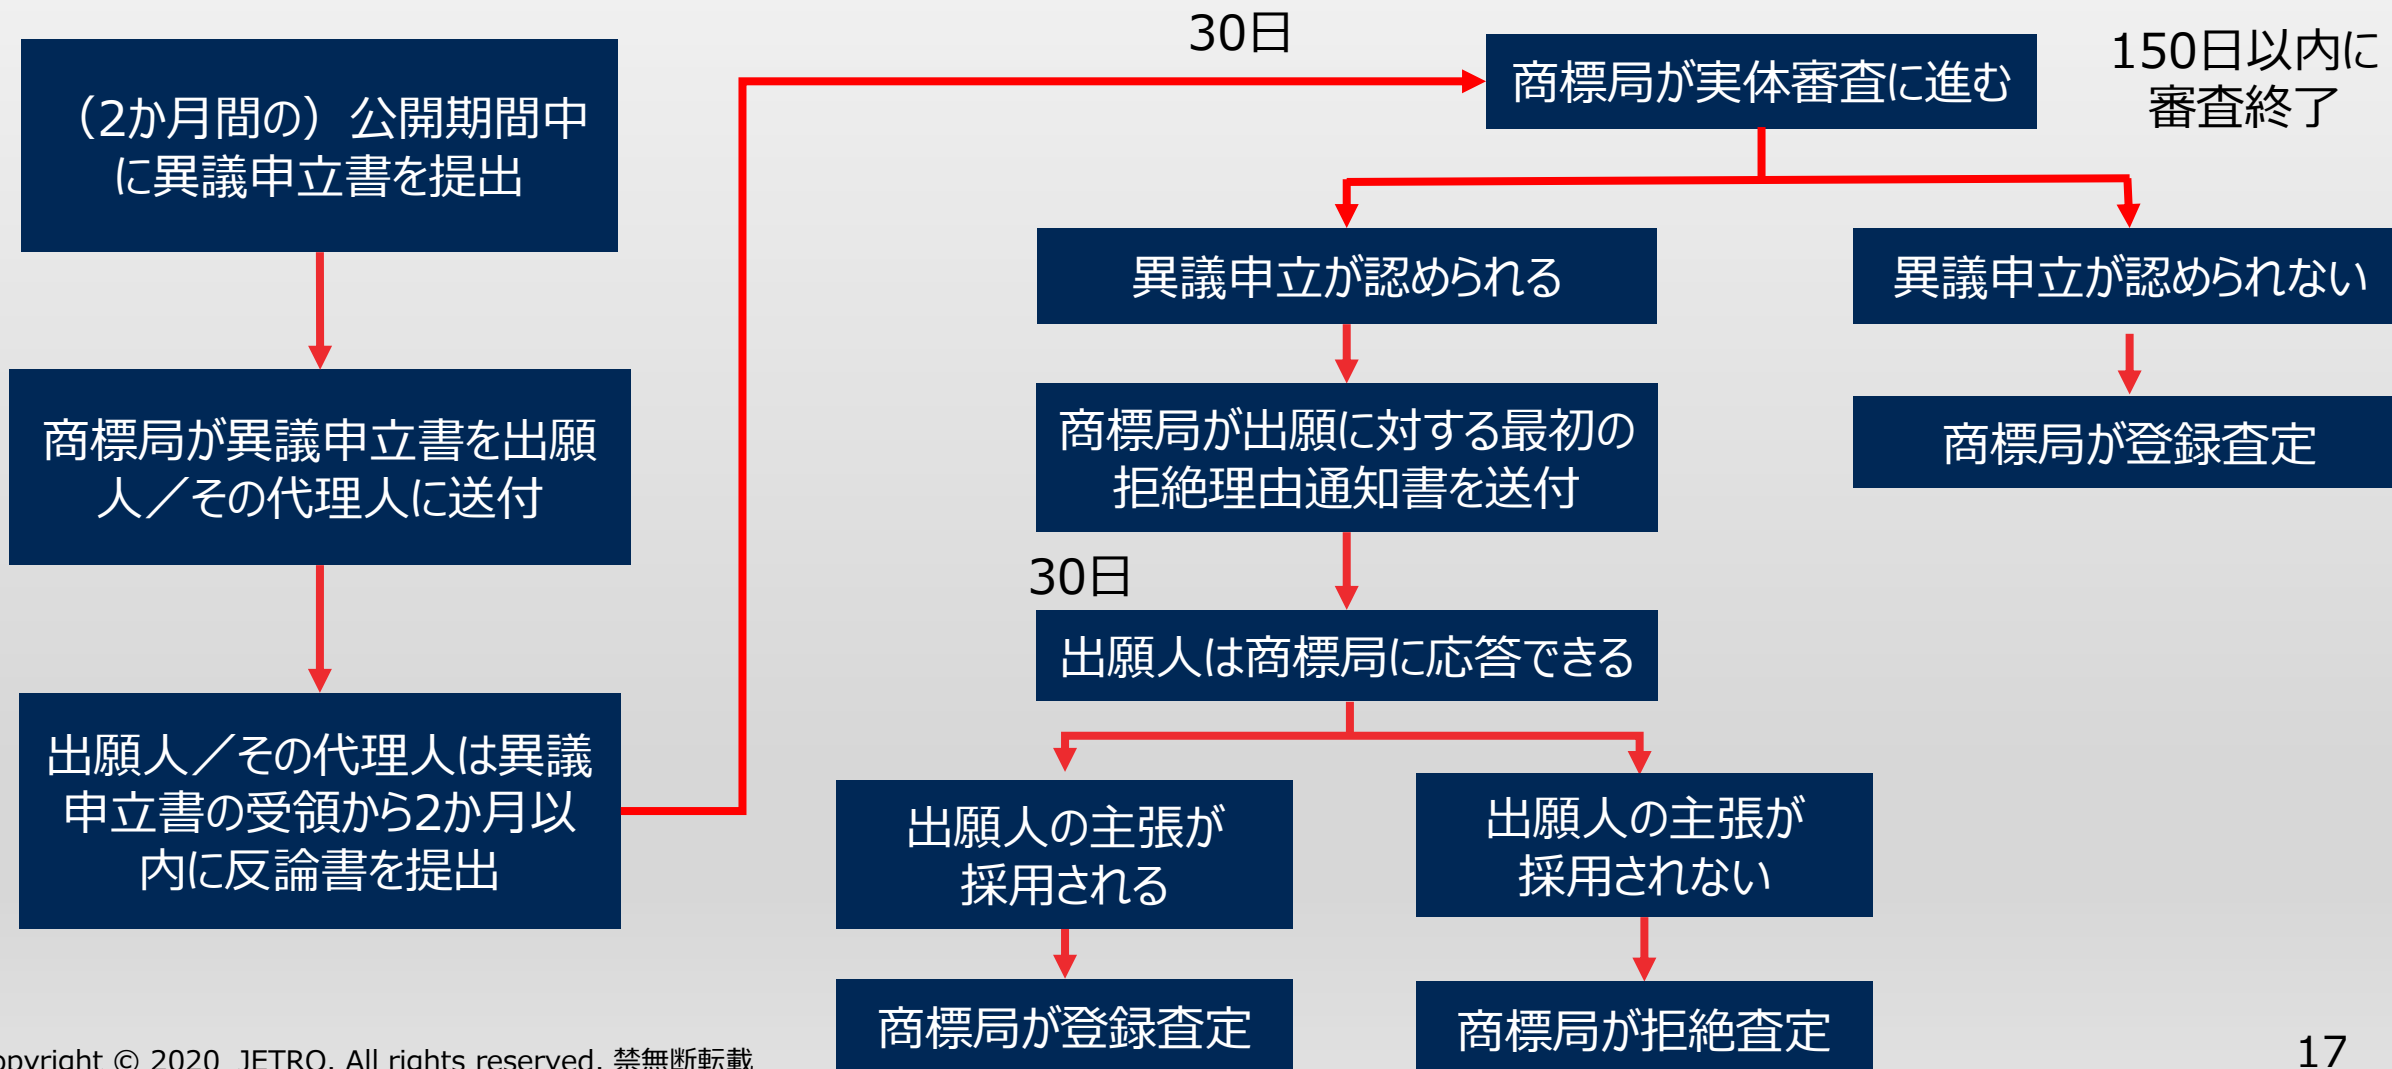 （2か月間の）公開期間中
に異議申立書を提出
商標局が異議申立書を出願
人／その代理人に送付
出願人／その代理人は異議
申立書の受領から2か月以
内に反論書を提出
30日
商標局が実体審査に進む
150日以内に
審査終了
異議申立が認められる
異議申立が認められない
商標局が出願に対する最初の
拒絶理由通知書を送付
商標局が登録査定
30日
出願人は商標局に応答できる
出願人の主張が
採用される
出願人の主張が
採用されない
商標局が登録査定
商標局が拒絶査定
opyright © 2020 JETRO. All rights reserved. 禁無断転載
17